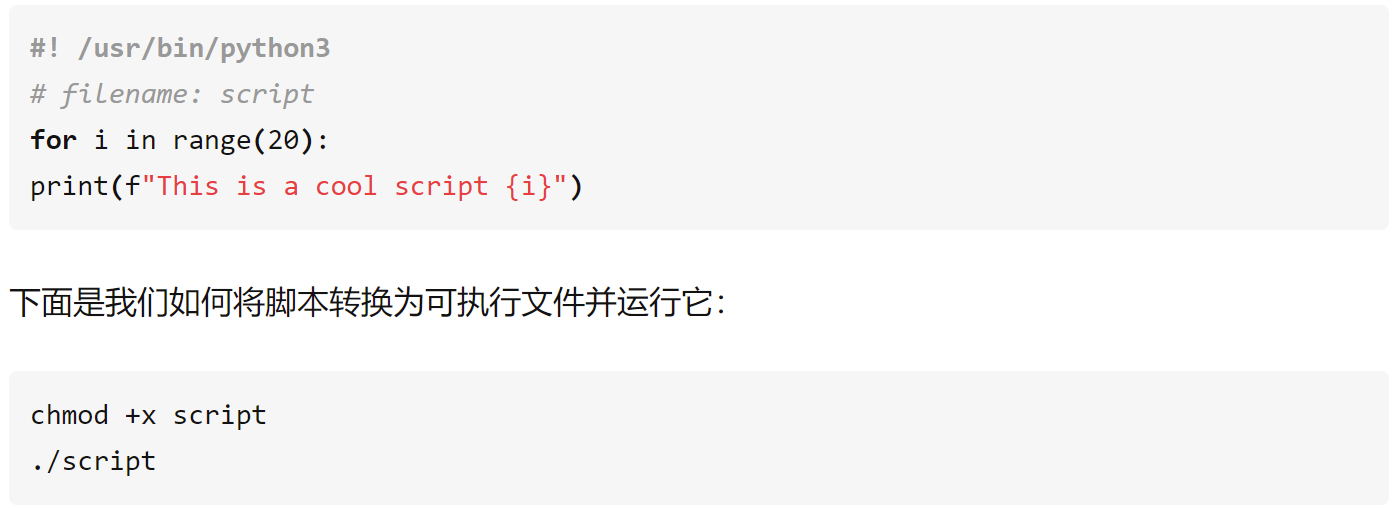 #! /usr/bin/python3
# filename: script
for i in range(20):
print(f"This is a cool script {i}")
下面是我们如何将脚本转换为可执行文件并运行它：
chmod +x script
./script